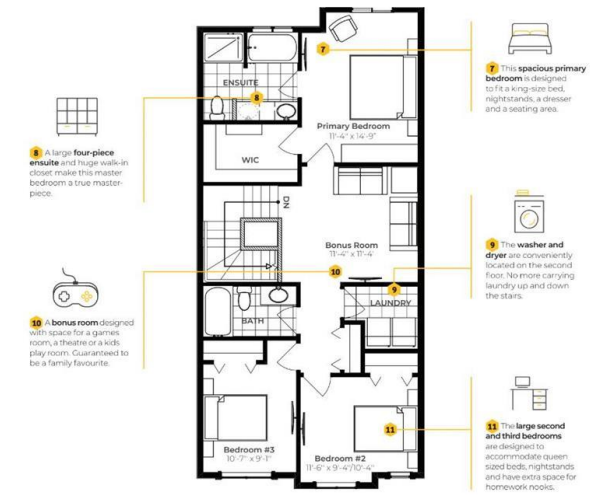 7 This spacious primary
bedroom is designed
to fit a king-size bed,
nightstands, a dresser
and a seating area.
8 A large four-piece
ensuite and huge walk-in
closet make this master
bedroom a true master-
piece.
9 The washer and
dryer are conveniently
located on the second
floor. No more carrying
laundry up and down
the stairs.
10 A bonus room designed
with space for a games
room, a theatre or a kids
play room. Guaranteed to
be a family favourite.
11 The large second
and third bedrooms
are designed to
accommodate queen
sized beds, nightstands
and have extra space for
homework nooks.
7
ENSUITE
8
Primary Bedroom
11'-4" x 14'-9"
WIC
DN
Bonus Room
11'-4" x 11'-4"
10
9
LAUNDRY
BATH
11
Bedroom #3
10'-7" x 9'-1"
Bedroom #2
11'-6" x 9'-4"/10'-4"